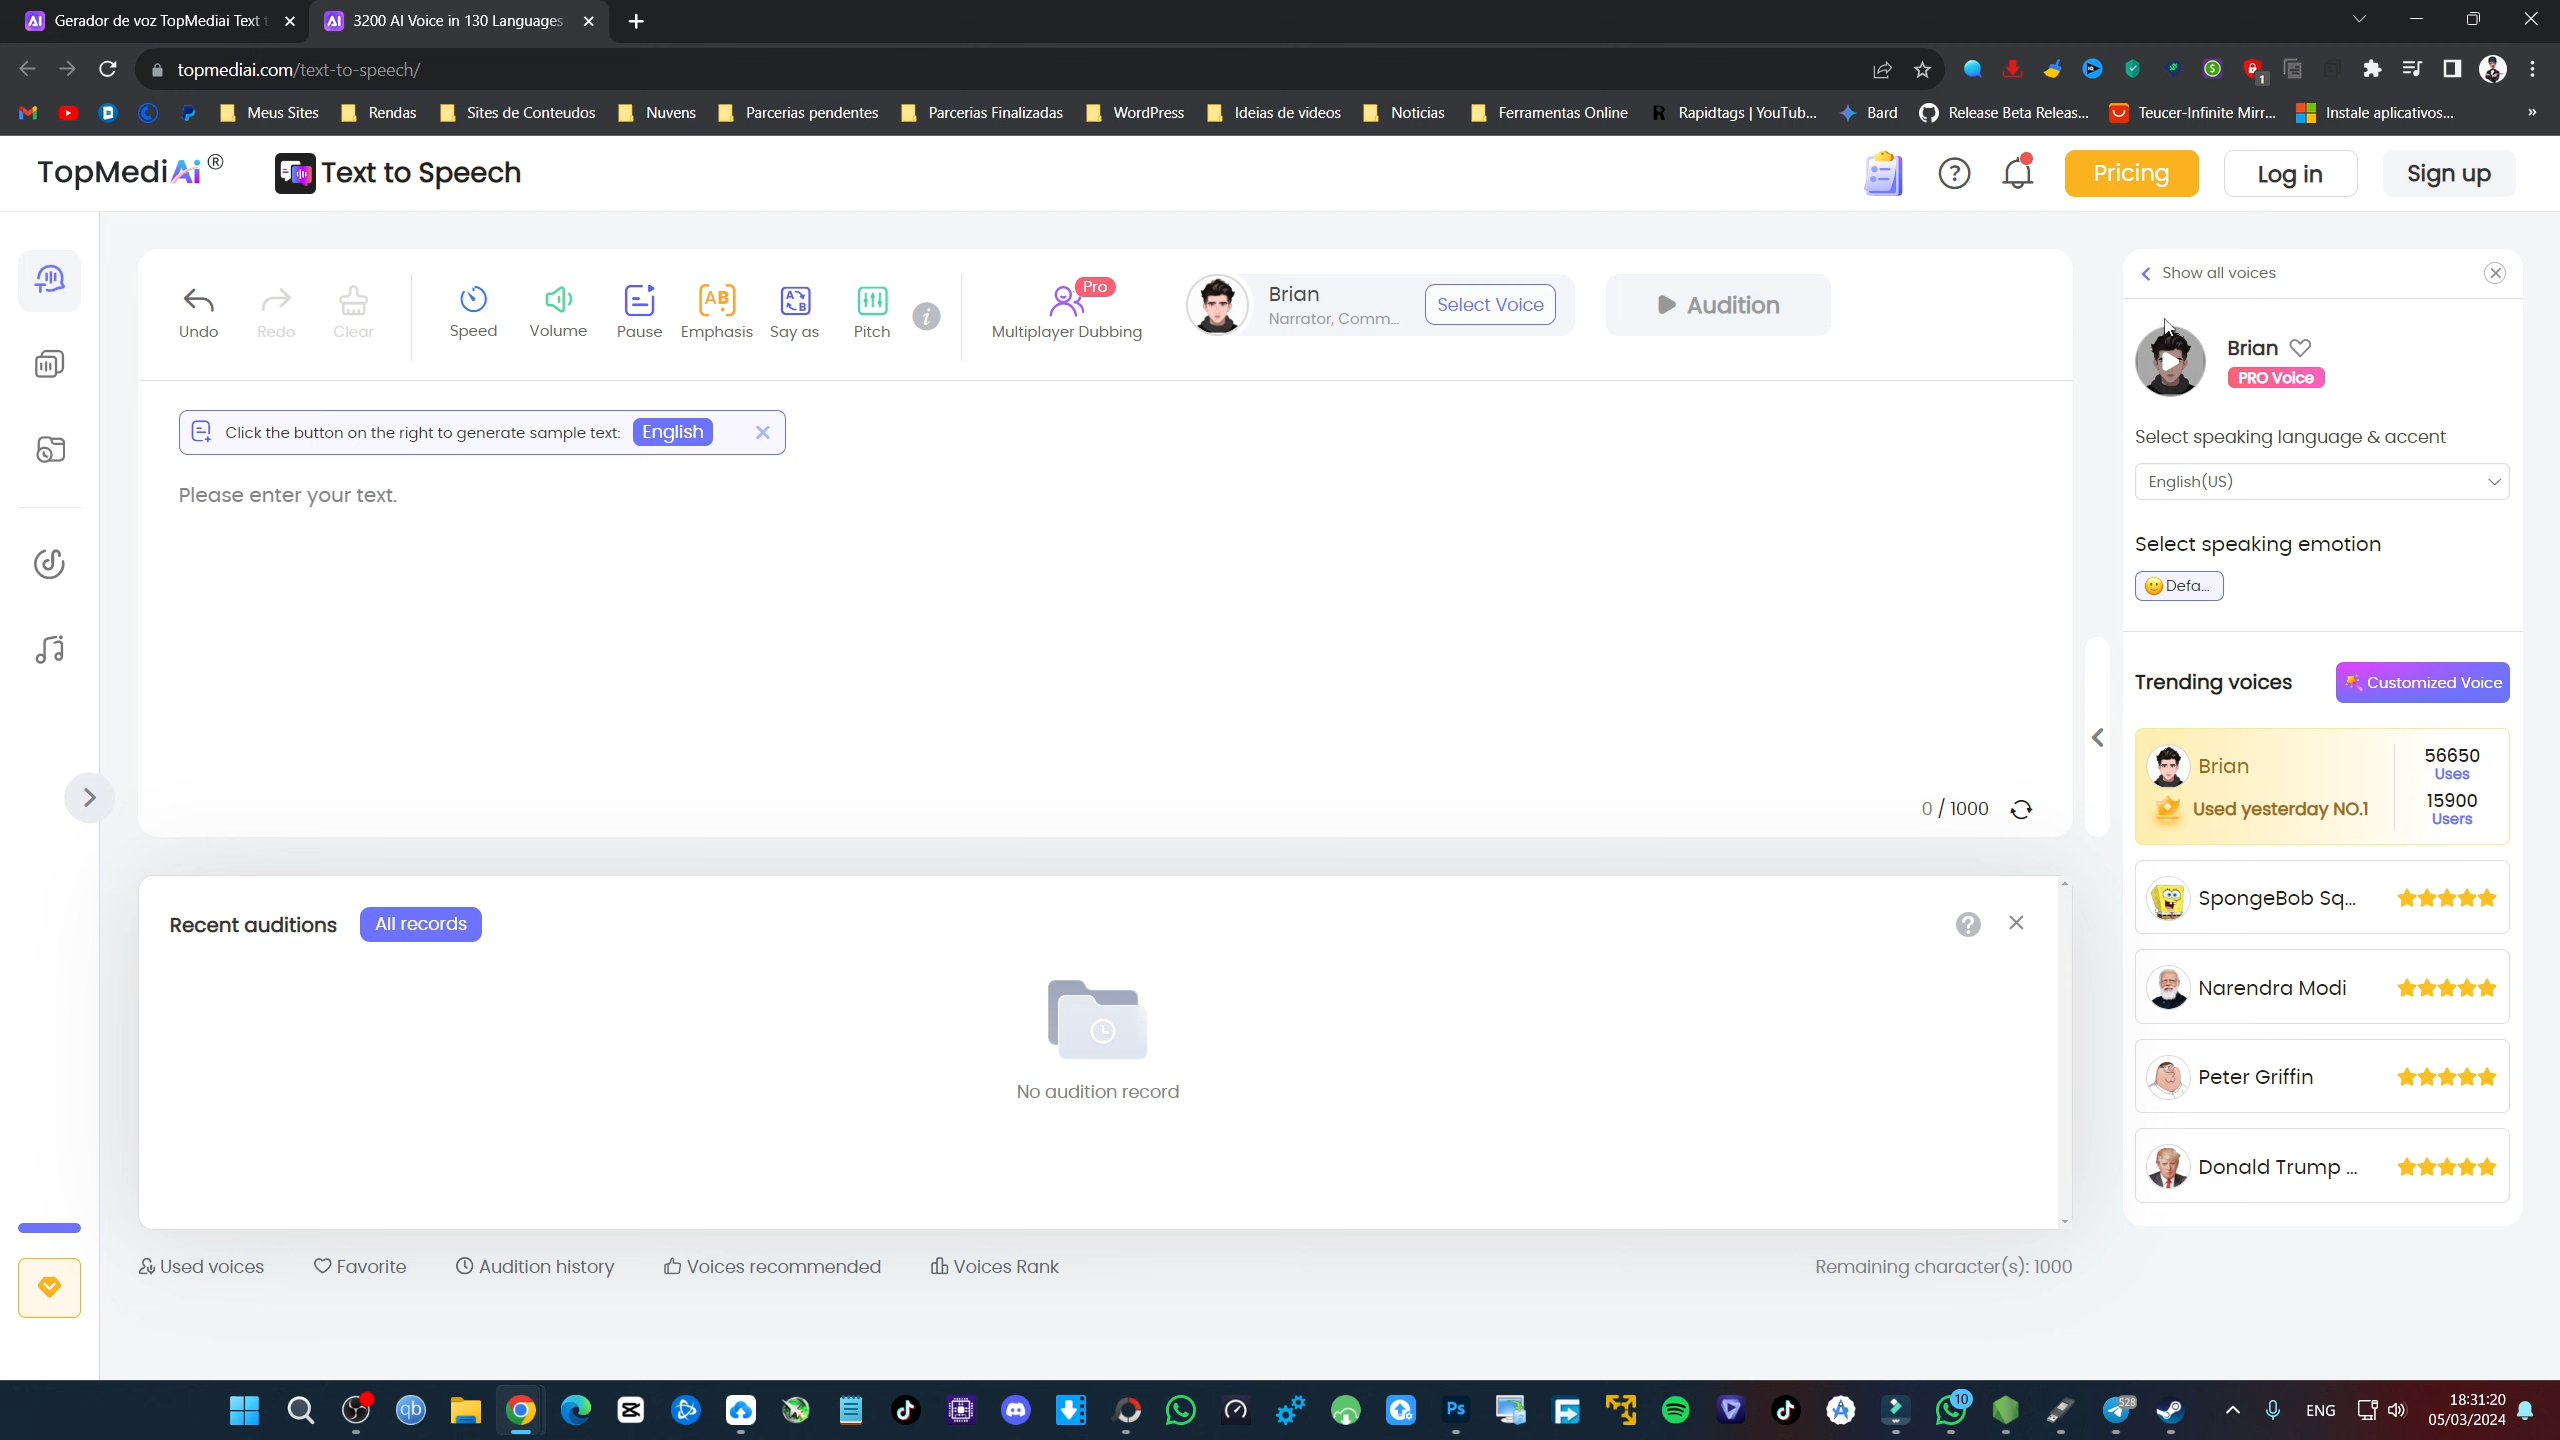 Gerador de voz TopMediai Text t
3200 AI Voice in 130 Languages
topmediai.com/text-to-speech/
1
Meus Sites
Rendas
Sites de Conteudos
Nuvens
Parcerias pendentes
Parcerias Finalizadas
WordPress
Ideias de videos
Noticias
Ferramentas Online
Rapidtags | YouTub...
Bard
Release Beta Releas...
Teucer-Infinite Mirr...
Instale aplicativos...
»
TopMediAi®
Text to Speech
Pricing
Log in
Sign up
Undo
Redo
Clear
Speed
Volume
Pause
AB
Emphasis
Say as
Pitch
Pro
Multiplayer Dubbing
Brian
Narrator, Comm...
Select Voice
Audition
Click the button on the right to generate sample text:
English
Please enter your text.
0 / 1000
Recent auditions
All records
No audition record
Used voices
Favorite
Audition history
Voices recommended
Voices Rank
Remaining character(s): 1000
Show all voices
Brian
PRO Voice
Select speaking language & accent
English(US)
Select speaking emotion
Defa...
Trending voices
Customized Voice
Brian
Used yesterday NO.1
56650
Uses
15900
Users
SpongeBob Sq...
Narendra Modi
Peter Griffin
Donald Trump ...
qb
Ps
10
528
ENG
18:31:20
05/03/2024